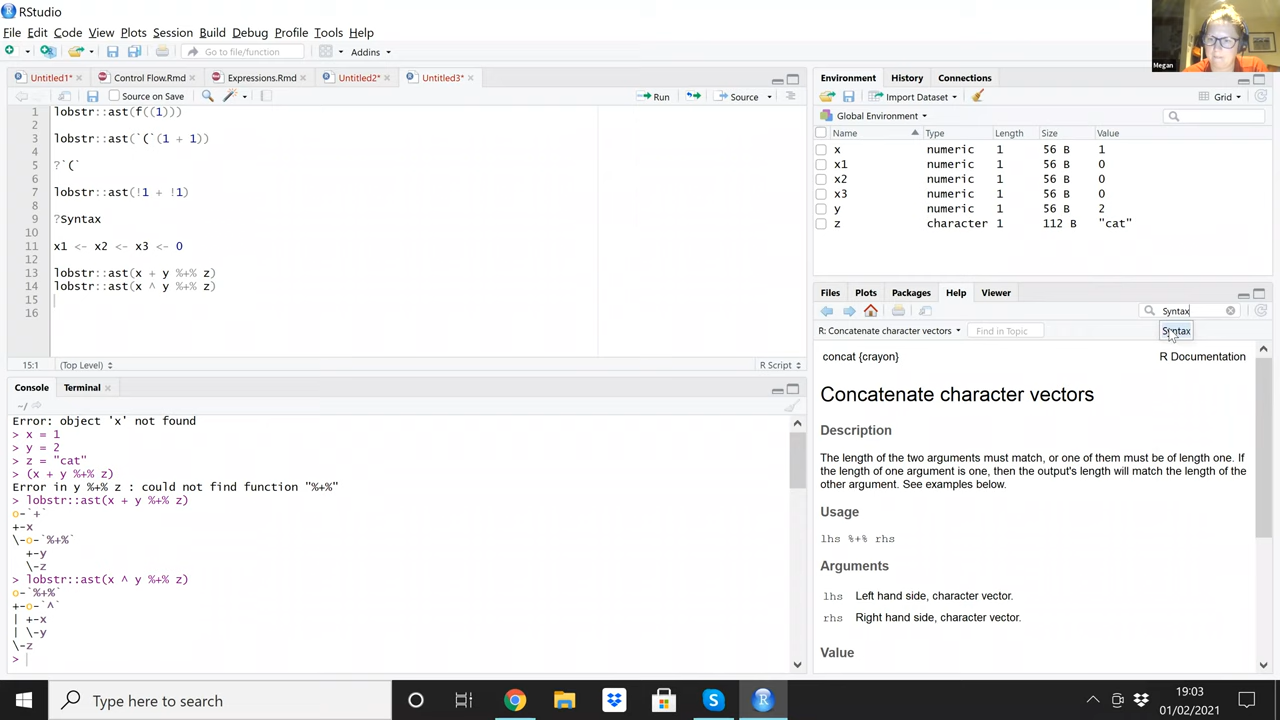 RStudio
File Edit Code View Plots Session Build Debug Profile Tools Help
Go to file/function Addins
Untitled1* Control Flow.Rmd Expressions.Rmd Untitled2* Untitled3*
Source on Save Run Source
1 lobstr::ast(f((1)))
2
3 lobstr::ast(`(`(1 + 1))
4
5 ?`(`
6
7 lobstr::ast(!1 + !1)
8
9 ?Syntax
10
11 x1 <- x2 <- x3 <- 0
12
13 lobstr::ast(x + y %+% z)
14 lobstr::ast(x ^ y %+% z)
15
16
15:1 (Top Level) R Script
Console Terminal
~/
Error: object 'x' not found
> x = 1
> y = 2
> z = "cat"
> (x + y %+% z)
Error in y %+% z : could not find function "%+%"
> lobstr::ast(x + y %+% z)
o-`+`
+-x
\-o-`%+%`
+-y
\-z
> lobstr::ast(x ^ y %+% z)
o-`%+%`
+-o-`^`
| +-x
| \-y
\-z
>
Megan
Environment History Connections
Import Dataset Grid
Global Environment
Name Type Length Size Value
x numeric 1 56 B 1
x1 numeric 1 56 B 0
x2 numeric 1 56 B 0
x3 numeric 1 56 B 0
y numeric 1 56 B 2
z character 1 112 B "cat"
Files Plots Packages Help Viewer
Syntax
R: Concatenate character vectors Find in Topic Syntax
concat {crayon} R Documentation
Concatenate character vectors
Description
The length of the two arguments must match, or one of them must be of length one. If
the length of one argument is one, then the output's length will match the length of the
other argument. See examples below.
Usage
lhs %+% rhs
Arguments
lhs Left hand side, character vector.
rhs Right hand side, character vector.
Value
Type here to search
19:03
01/02/2021